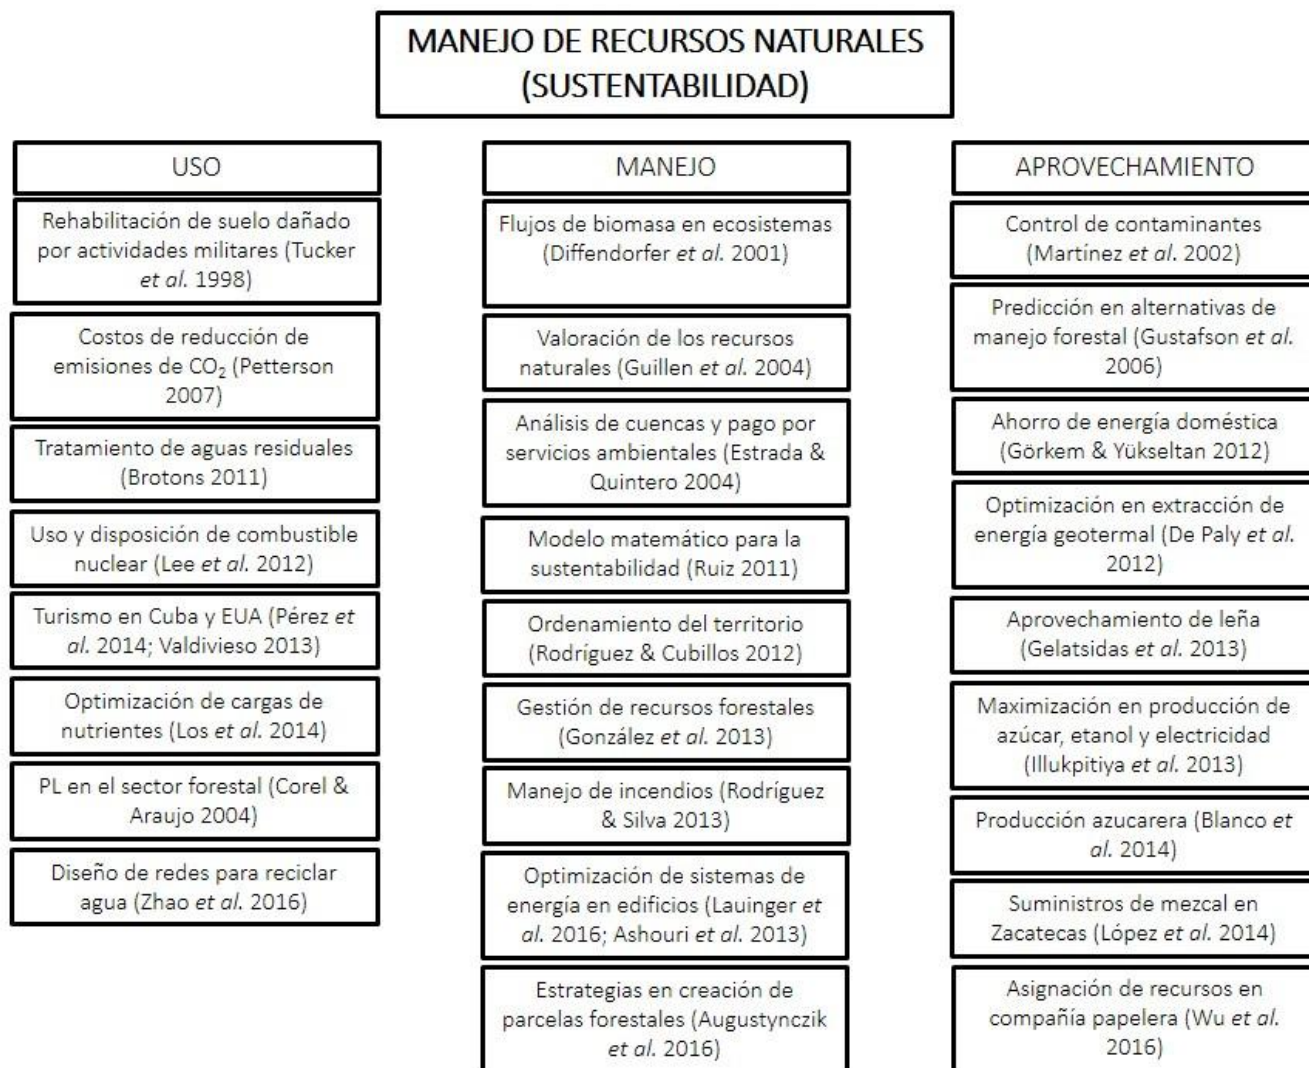 MANEJO DE RECURSOS NATURALES
(SUSTENTABILIDAD)
USO
Rehabilitación de suelo dañado
por actividades militares (Tucker
et al. 1998)
Costos de reducción de
emisiones de CO₂ (Petterson
2007)
Tratamiento de aguas residuales
(Brotons 2011)
Uso y disposición de combustible
nuclear (Lee et al. 2012)
Turismo en Cuba y EUA (Pérez et
al. 2014; Valdivieso 2013)
Optimización de cargas de
nutrientes (Los et al. 2014)
PL en el sector forestal (Corel &
Araujo 2004)
Diseño de redes para reciclar
agua (Zhao et al. 2016)
MANEJO
Flujos de biomasa en ecosistemas
(Diffendorfer et al. 2001)
Valoración de los recursos
naturales (Guillen et al. 2004)
Análisis de cuencas y pago por
servicios ambientales (Estrada &
Quintero 2004)
Modelo matemático para la
sustentabilidad (Ruiz 2011)
Ordenamiento del territorio
(Rodríguez & Cubillos 2012)
Gestión de recursos forestales
(González et al. 2013)
Manejo de incendios (Rodríguez
& Silva 2013)
Optimización de sistemas de
energía en edificios (Lauinger et
al. 2016; Ashouri et al. 2013)
Estrategias en creación de
parcelas forestales (Augustynczik
et al. 2016)
APROVECHAMIENTO
Control de contaminantes
(Martínez et al. 2002)
Predicción en alternativas de
manejo forestal (Gustafson et al.
2006)
Ahorro de energía doméstica
(Görkem & Yükseltan 2012)
Optimización en extracción de
energía geotermal (De Paly et al.
2012)
Aprovechamiento de leña
(Gelatsidas et al. 2013)
Maximización en producción de
azúcar, etanol y electricidad
(Illukpitiya et al. 2013)
Producción azucarera (Blanco et
al. 2014)
Suministros de mezcal en
Zacatecas (López et al. 2014)
Asignación de recursos en
compañía papelera (Wu et al.
2016)